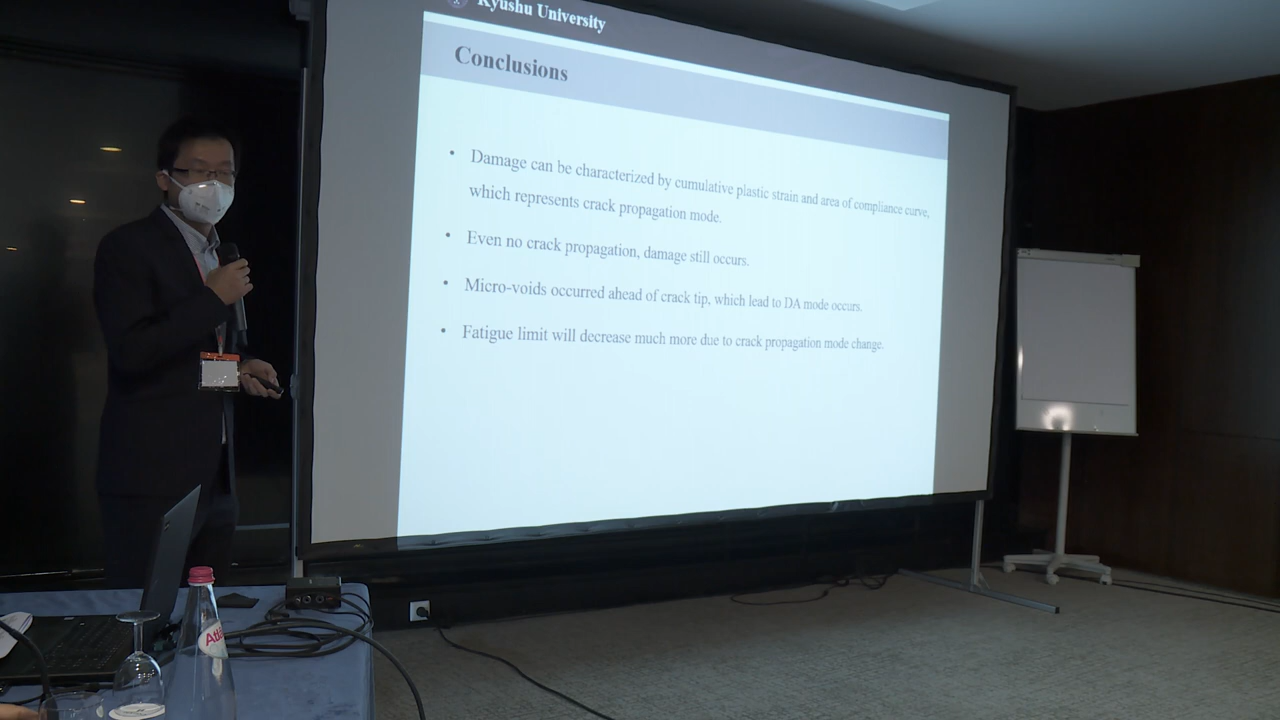 Kyushu University
Conclusions
• Damage can be characterized by cumulative plastic strain and area of compliance curve,
which represents crack propagation mode.
• Even no crack propagation, damage still occurs.
• Micro-voids occurred ahead of crack tip, which lead to DA mode occurs.
• Fatigue limit will decrease much more due to crack propagation mode change.